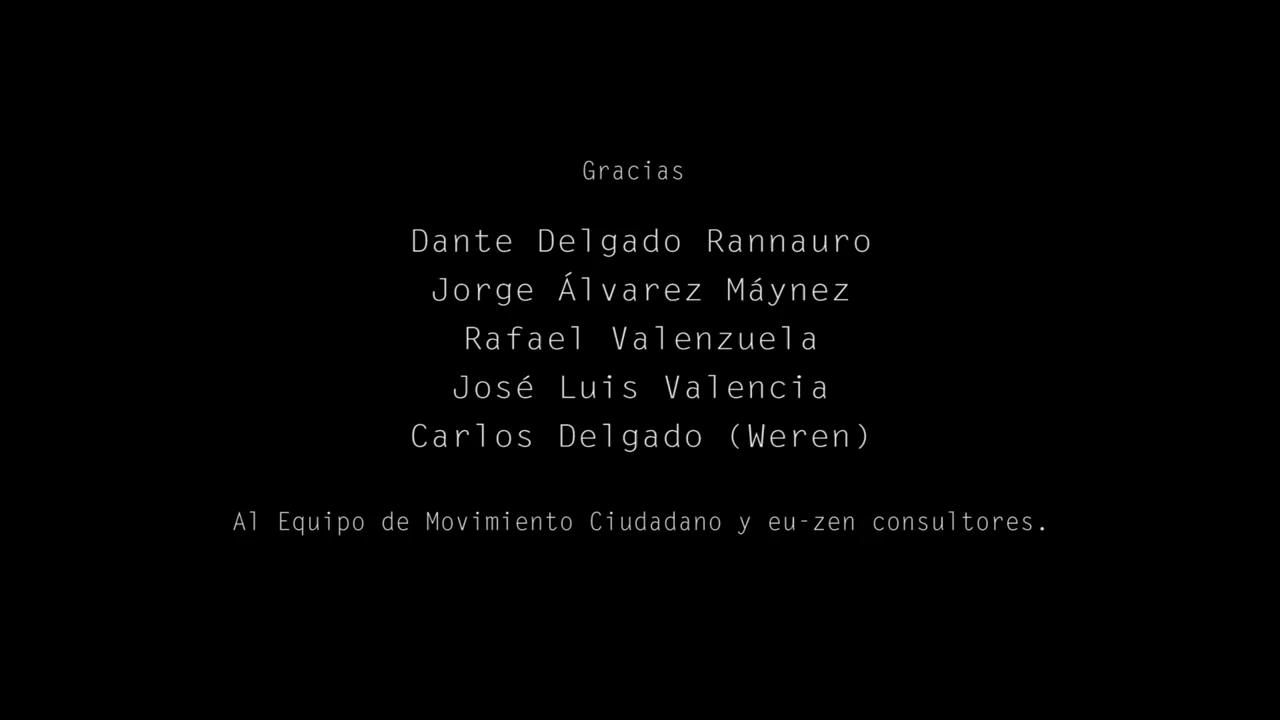 Gracias
Dante Delgado Rannauro
Jorge Álvarez Máynez
Rafael Valenzuela
José Luis Valencia
Carlos Delgado (Weren)
Al Equipo de Movimiento Ciudadano y eu-zen consultores.